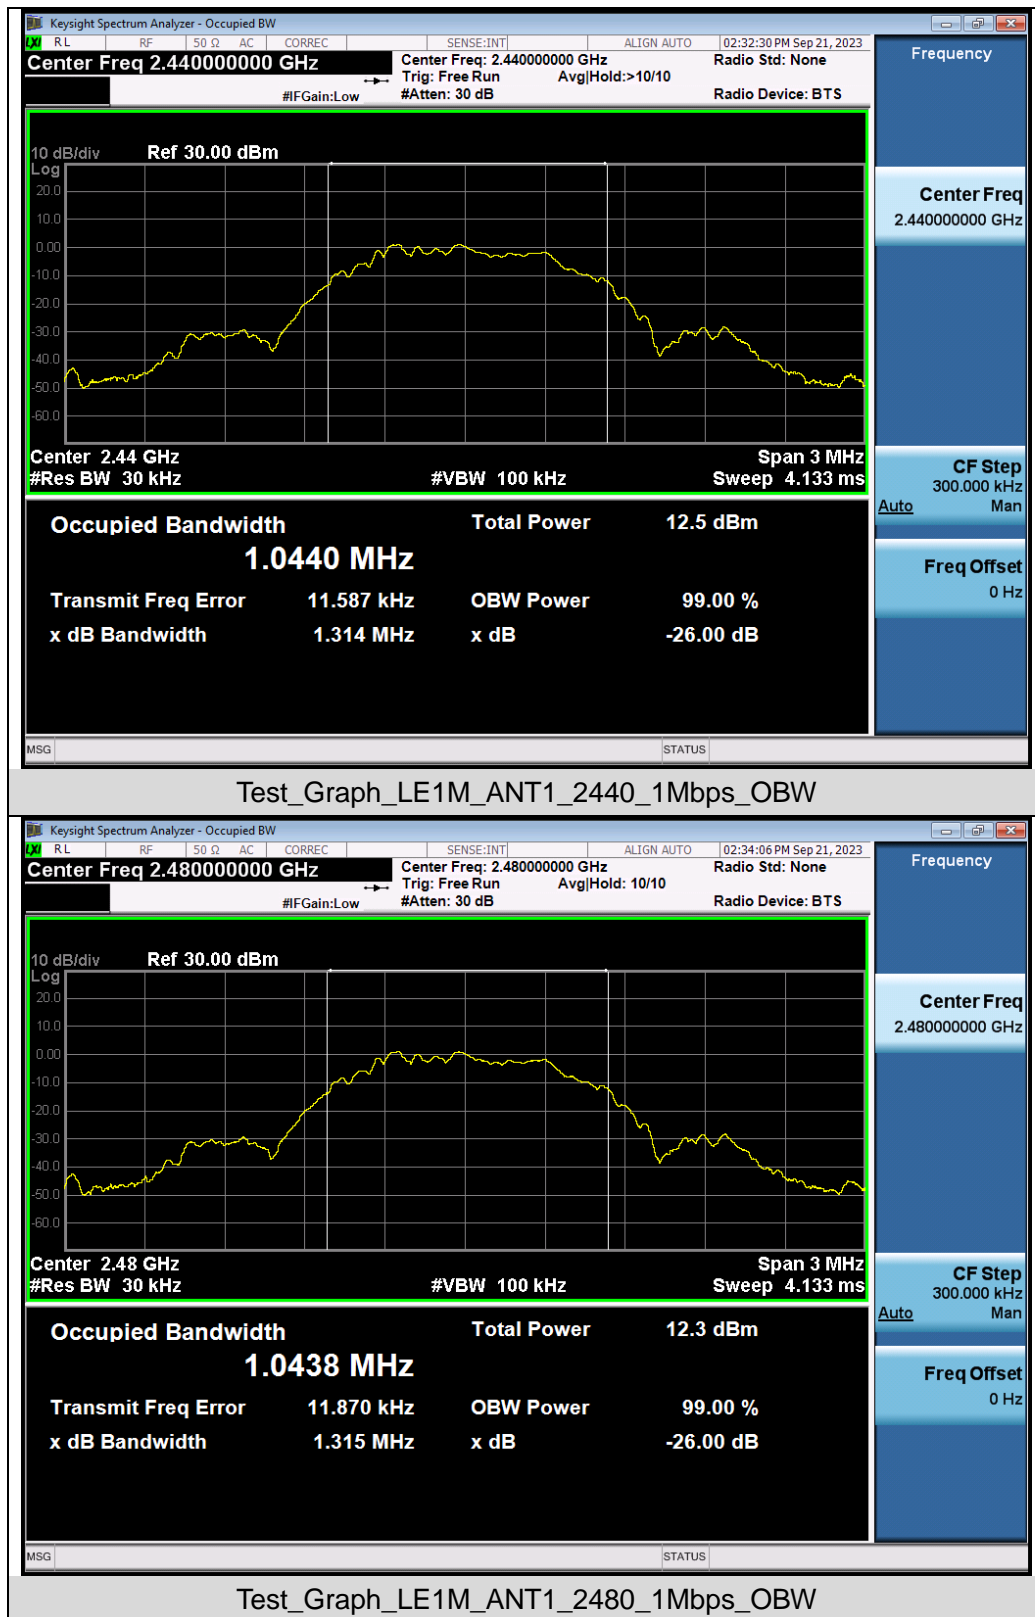 Keysight Spectrum Analyzer - Occupied BW
LXI RL RF 50 Ω AC CORREC SENSE:INT ALIGN AUTO 02:32:30 PM Sep 21, 2023
Center Freq 2.440000000 GHz
Center Freq: 2.440000000 GHz Radio Std: None
Trig: Free Run Avg|Hold:>10/10
#IFGain:Low #Atten: 30 dB Radio Device: BTS
10 dB/div Ref 30.00 dBm
Log
20.0
10.0
0.00
-10.0
-20.0
-30.0
-40.0
-50.0
-60.0
Center 2.44 GHz Span 3 MHz
#Res BW 30 kHz #VBW 100 kHz Sweep 4.133 ms
Occupied Bandwidth Total Power 12.5 dBm
1.0440 MHz
Transmit Freq Error 11.587 kHz OBW Power 99.00 %
x dB Bandwidth 1.314 MHz x dB -26.00 dB
MSG STATUS
Frequency
Center Freq
2.440000000 GHz
CF Step
300.000 kHz
Auto Man
Freq Offset
0 Hz
Test_Graph_LE1M_ANT1_2440_1Mbps_OBW
Keysight Spectrum Analyzer - Occupied BW
LXI RL RF 50 Ω AC CORREC SENSE:INT ALIGN AUTO 02:34:06 PM Sep 21, 2023
Center Freq 2.480000000 GHz
Center Freq: 2.480000000 GHz Radio Std: None
Trig: Free Run Avg|Hold: 10/10
#IFGain:Low #Atten: 30 dB Radio Device: BTS
10 dB/div Ref 30.00 dBm
Log
20.0
10.0
0.00
-10.0
-20.0
-30.0
-40.0
-50.0
-60.0
Center 2.48 GHz Span 3 MHz
#Res BW 30 kHz #VBW 100 kHz Sweep 4.133 ms
Occupied Bandwidth Total Power 12.3 dBm
1.0438 MHz
Transmit Freq Error 11.870 kHz OBW Power 99.00 %
x dB Bandwidth 1.315 MHz x dB -26.00 dB
MSG STATUS
Frequency
Center Freq
2.480000000 GHz
CF Step
300.000 kHz
Auto Man
Freq Offset
0 Hz
Test_Graph_LE1M_ANT1_2480_1Mbps_OBW